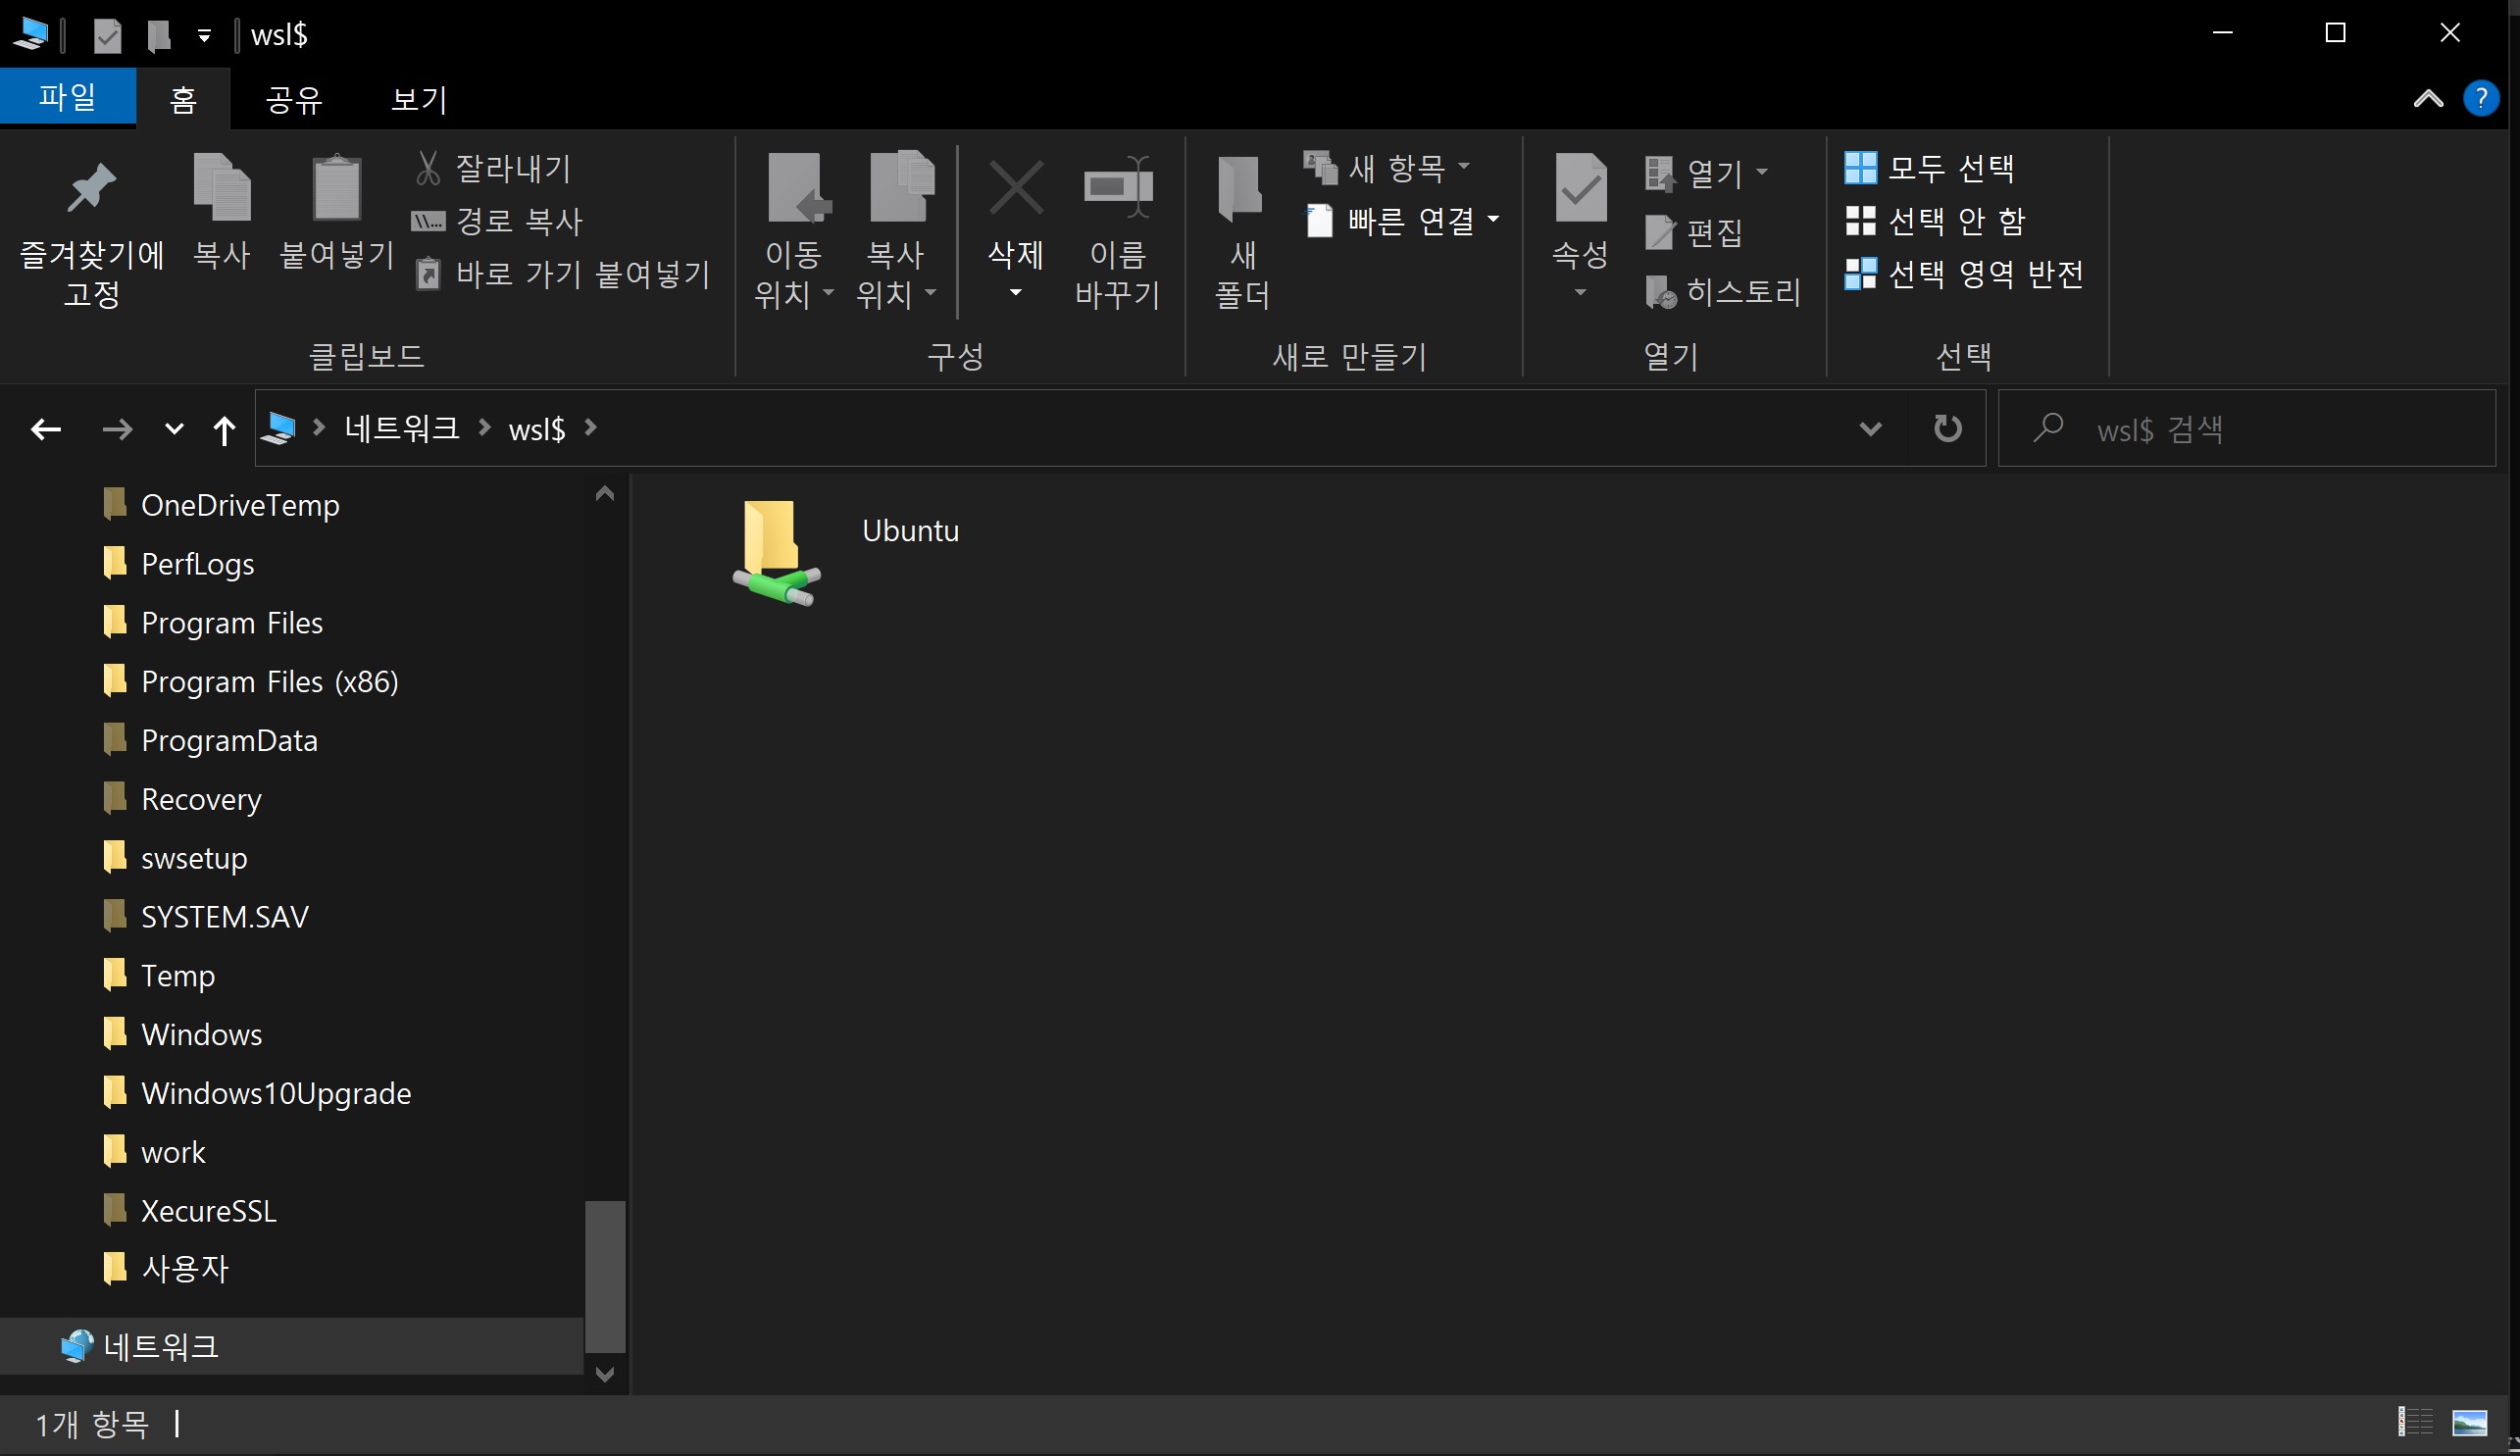 wsl$
파일
홈
공유
보기
즐겨찾기에
고정
복사
붙여넣기
잘라내기
경로 복사
바로 가기 붙여넣기
클립보드
이동
위치
복사
위치
삭제
이름
바꾸기
구성
새
폴더
새 항목
빠른 연결
새로 만들기
속성
열기
편집
히스토리
열기
모두 선택
선택 안 함
선택 영역 반전
선택
네트워크
wsl$
wsl$ 검색
OneDriveTemp
PerfLogs
Program Files
Program Files (x86)
ProgramData
Recovery
swsetup
SYSTEM.SAV
Temp
Windows
Windows10Upgrade
work
XecureSSL
사용자
네트워크
Ubuntu
1개 항목